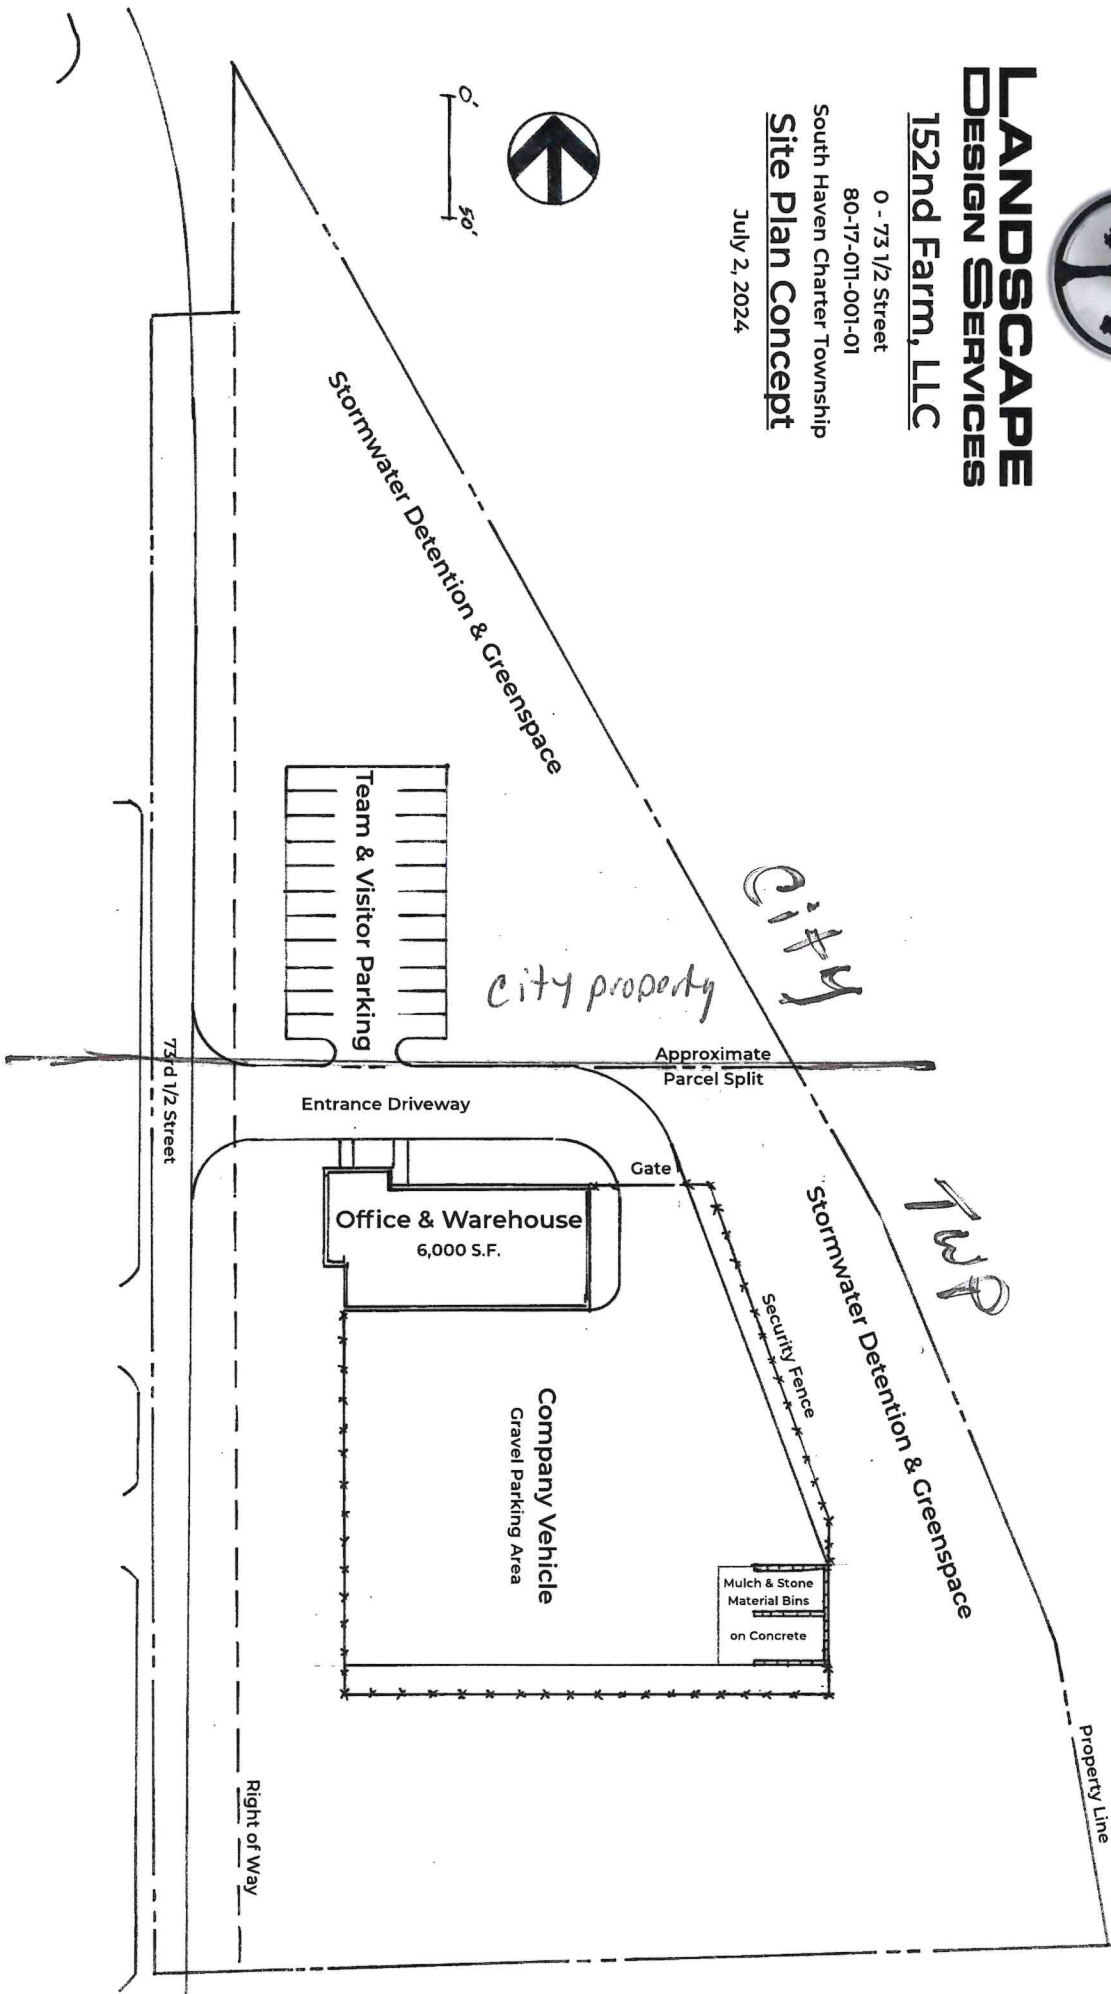 LANDSCAPE
DESIGN SERVICES
152nd Farm, LLC
0 - 73 1/2 Street
80-17-011-001-01
South Haven Charter Township
Site Plan Concept
July 2, 2024
0'
50'
Stormwater Detention & Greenspace
City
city property
Team & Visitor Parking
73rd 1/2 Street
Approximate
Parcel Split
Entrance Driveway
Gate
Twp
Office & Warehouse
6,000 S.F.
Security Fence
Stormwater Detention & Greenspace
Company Vehicle
Gravel Parking Area
Mulch & Stone
Material Bins
on Concrete
Property Line
Right of Way